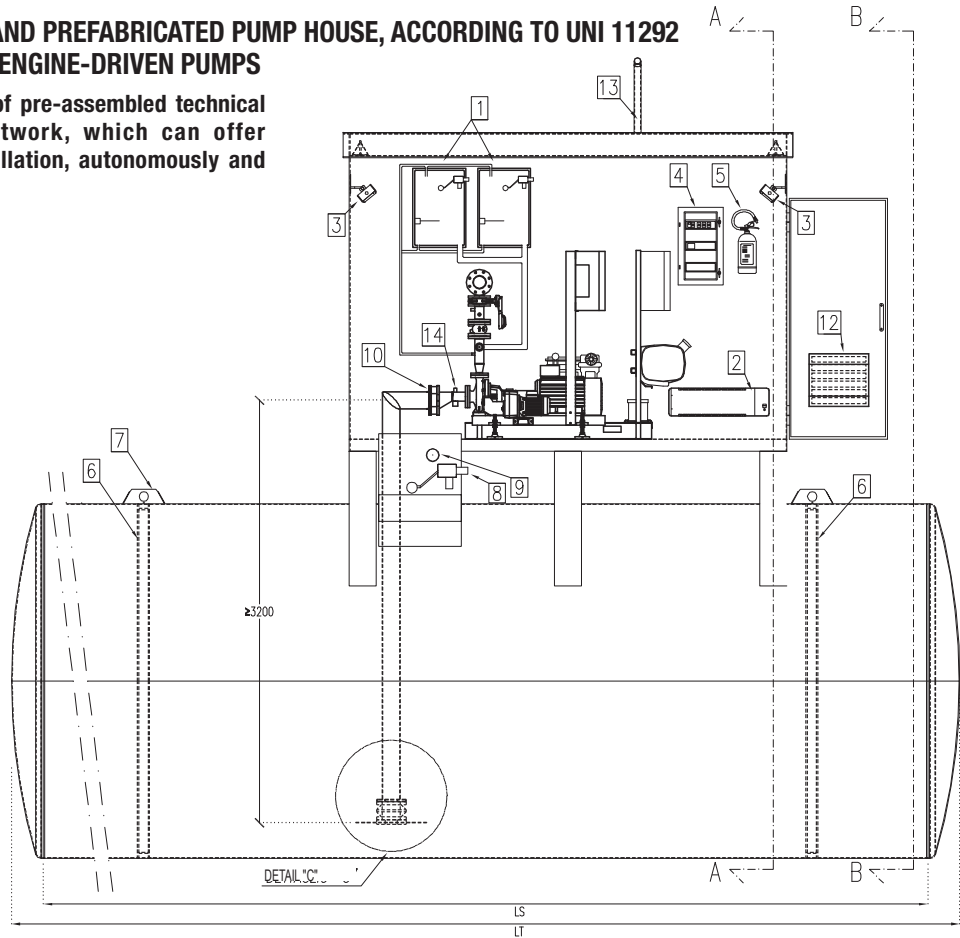 AND PREFABRICATED PUMP HOUSE, ACCORDING TO UNI 11292
ENGINE-DRIVEN PUMPS
of pre-assembled technical
twork, which can offer
llation, autonomously and
A
B
13
1
3
4
5
3
14
12
10
2
7
6
9
8
6
≥3200
A
B
DETAIL "C"
LS
LT